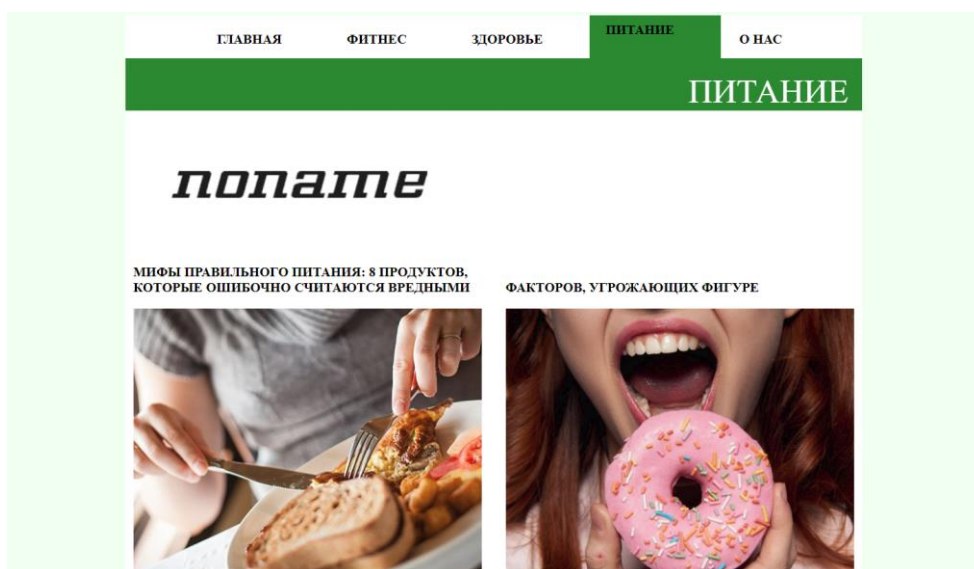 ГЛАВНАЯ ФИТНЕС ЗДОРОВЬЕ ПИТАНИЕ О НАС
ПИТАНИЕ
noname
МИФЫ ПРАВИЛЬНОГО ПИТАНИЯ: 8 ПРОДУКТОВ,
КОТОРЫЕ ОШИБОЧНО СЧИТАЮТСЯ ВРЕДНЫМИ
ФАКТОРОВ, УГРОЖАЮЩИХ ФИГУРЕ